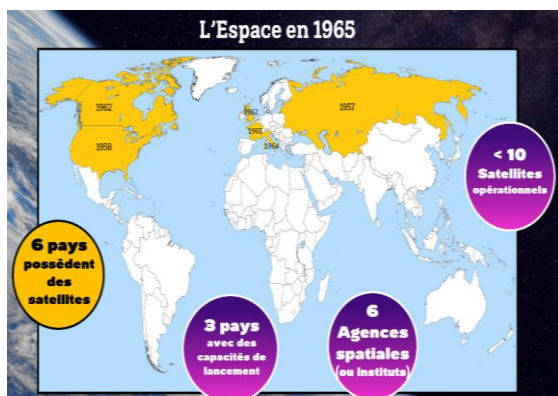 L'Espace en 1965
1962
1958
1962
1965
1964
1957
< 10
Satellites
opérationnels
6 pays
possèdent
des
satellites
3 pays
avec des
capacités de
lancement
6
Agences
spatiales
(ou instituts)